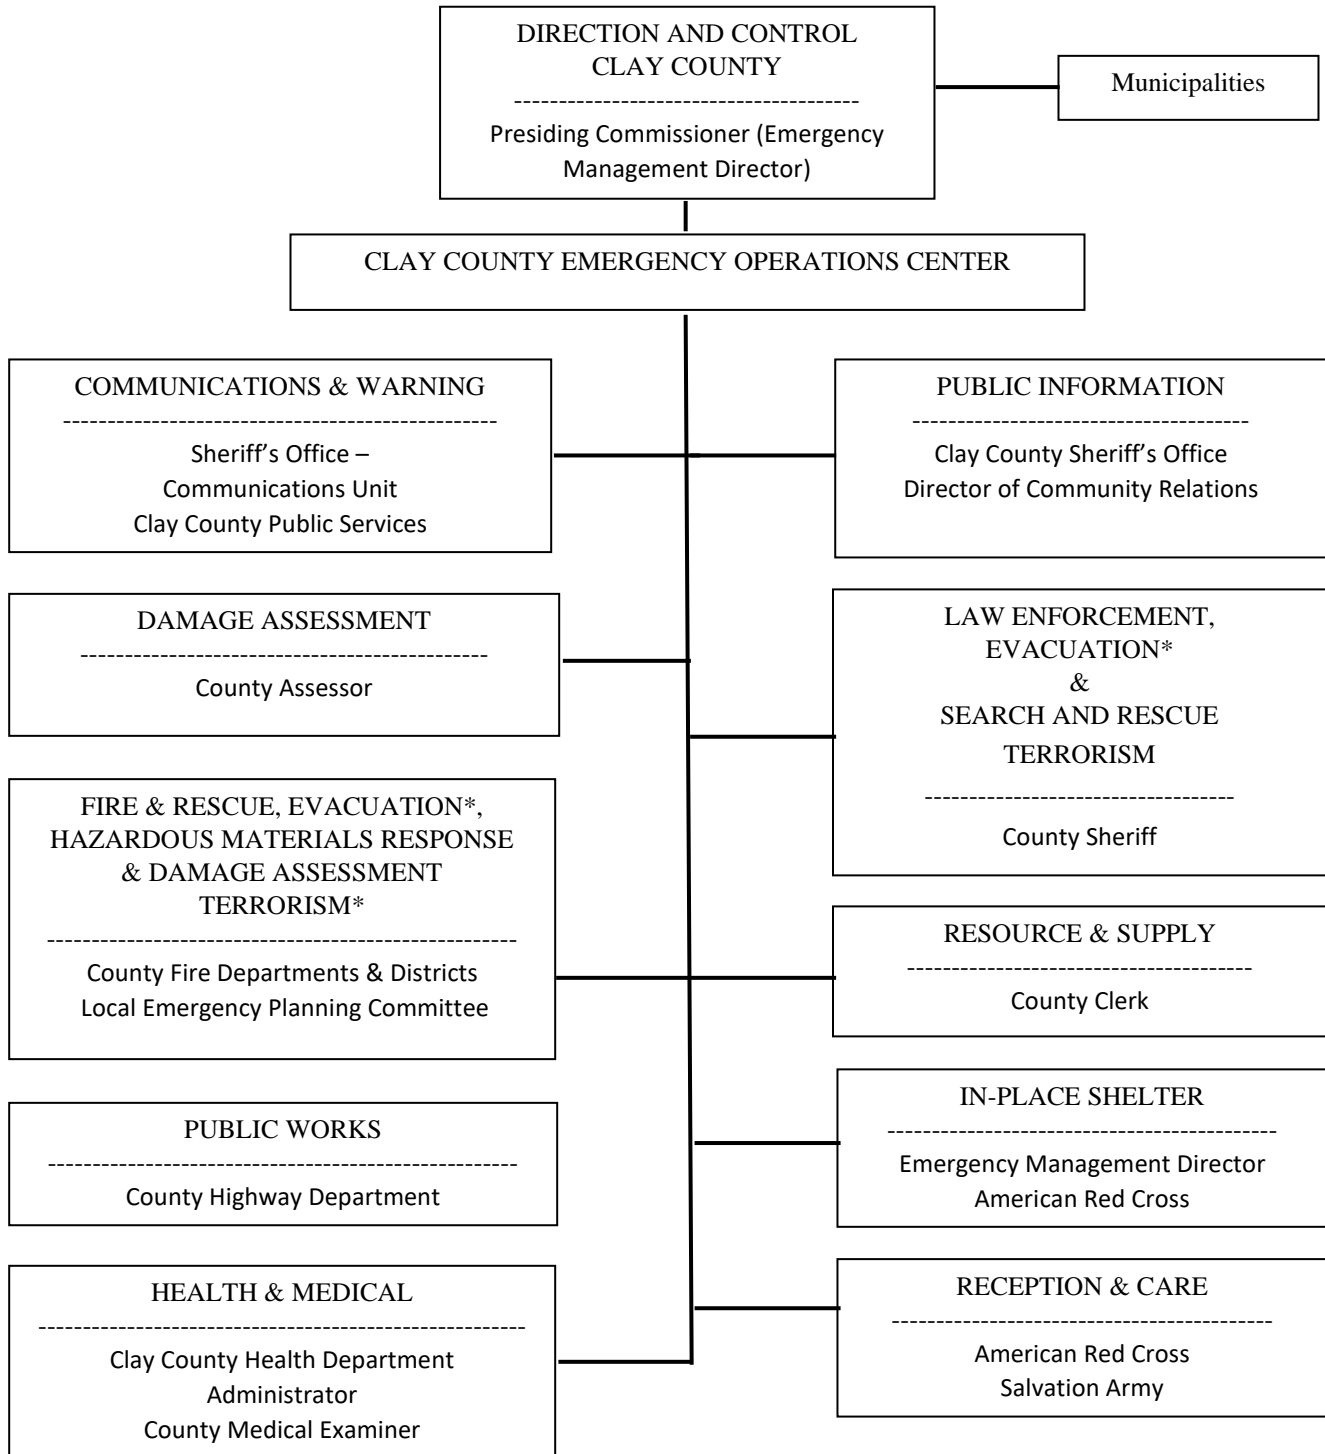 DIRECTION AND CONTROL
CLAY COUNTY
---------------------------------------
Presiding Commissioner (Emergency
Management Director)
Municipalities
CLAY COUNTY EMERGENCY OPERATIONS CENTER
COMMUNICATIONS & WARNING
-------------------------------------------------
Sheriff’s Office –
Communications Unit
Clay County Public Services
PUBLIC INFORMATION
--------------------------------------
Clay County Sheriff’s Office
Director of Community Relations
DAMAGE ASSESSMENT
----------------------------------------------
County Assessor
LAW ENFORCEMENT,
EVACUATION*
&
SEARCH AND RESCUE
TERRORISM
-----------------------------------
County Sheriff
FIRE & RESCUE, EVACUATION*,
HAZARDOUS MATERIALS RESPONSE
& DAMAGE ASSESSMENT
TERRORISM*
-----------------------------------------------------
County Fire Departments & Districts
Local Emergency Planning Committee
RESOURCE & SUPPLY
---------------------------------------
County Clerk
PUBLIC WORKS
-----------------------------------------------------
County Highway Department
IN-PLACE SHELTER
--------------------------------------------
Emergency Management Director
American Red Cross
HEALTH & MEDICAL
-------------------------------------------------------
Clay County Health Department
Administrator
County Medical Examiner
RECEPTION & CARE
-------------------------------------------
American Red Cross
Salvation Army